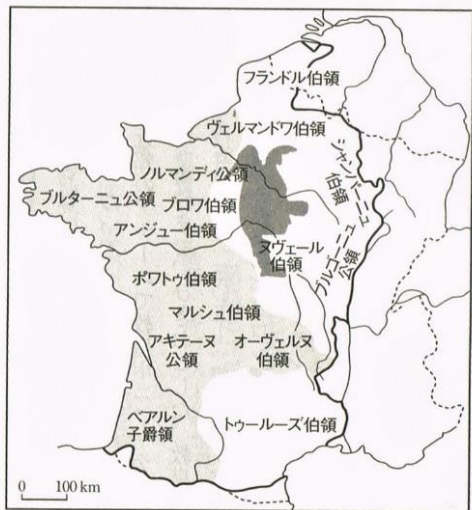 フランドル伯領
ヴェルマンドワ伯領
シャンパーニュ
伯領
ノルマンディ公領
ブルターニュ公領
ブロワ伯領
アンジュー伯領
ヌヴェール
伯領
ブルゴーニュ
公領
ポワトゥ伯領
マルシュ伯領
アキテーヌ
公領
オーヴェルヌ
伯領
ベアルン
子爵領
トゥールーズ伯領
0 100 km